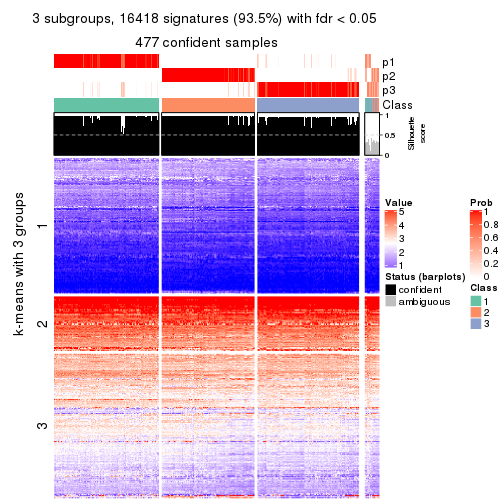 3 subgroups, 16418 signatures (93.5%) with fdr < 0.05
477 confident samples
p1
p2
p3
Class
1
0.5
0
Silhouette
score
k-means with 3 groups
1
2
3
Value
5
4
3
2
1
Prob
1
0.8
0.6
0.4
0.2
0
Status (barplots)
confident
ambiguous
Class
1
2
3